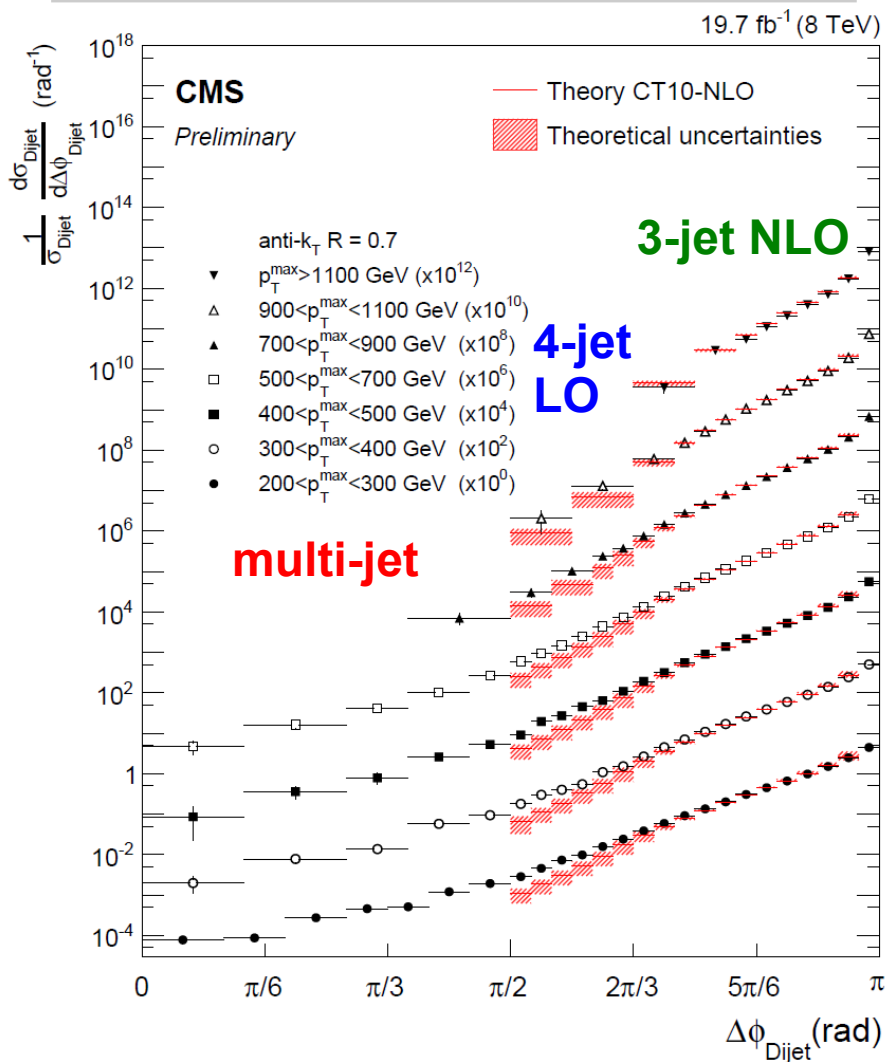 19.7 fb⁻¹ (8 TeV)
10¹⁸
10¹⁶
10¹⁴
10¹²
10¹⁰
10⁸
10⁶
10⁴
10²
1
10⁻²
10⁻⁴
1/σ_Dijet dσ_Dijet/dΔϕ_Dijet (rad⁻¹)
CMS
Preliminary
Theory CT10-NLO
Theoretical uncertainties
3-jet NLO
4-jet
LO
multi-jet
anti-k_T R = 0.7
p_T^max>1100 GeV (x10¹²)
900<p_T^max<1100 GeV (x10¹⁰)
700<p_T^max<900 GeV (x10⁸)
500<p_T^max<700 GeV (x10⁶)
400<p_T^max<500 GeV (x10⁴)
300<p_T^max<400 GeV (x10²)
200<p_T^max<300 GeV (x10⁰)
0 π/6 π/3 π/2 2π/3 5π/6 π
Δϕ_Dijet (rad)